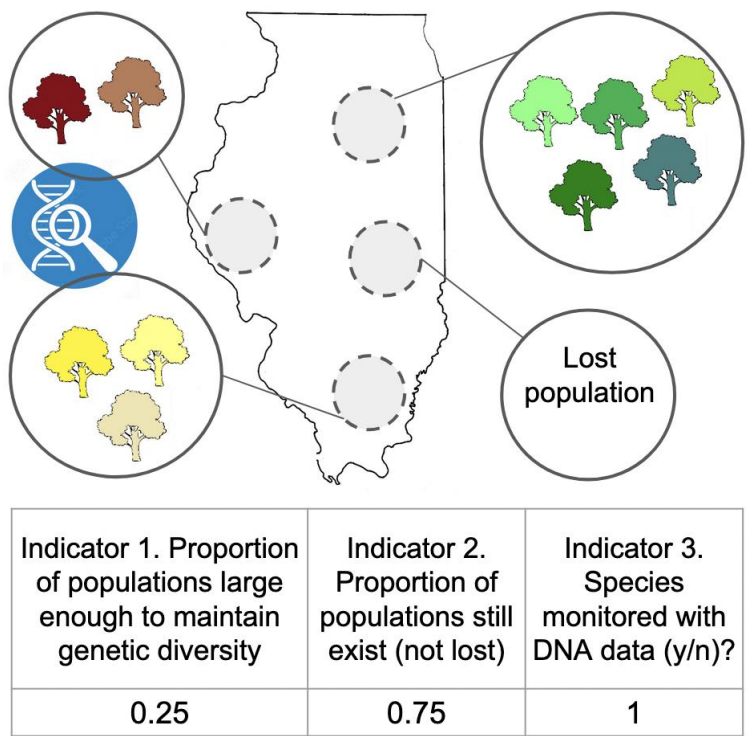 Lost
population
Indicator 1. Proportion
of populations large
enough to maintain
genetic diversity
Indicator 2.
Proportion of
populations still
exist (not lost)
Indicator 3.
Species
monitored with
DNA data (y/n)?
0.25
0.75
1